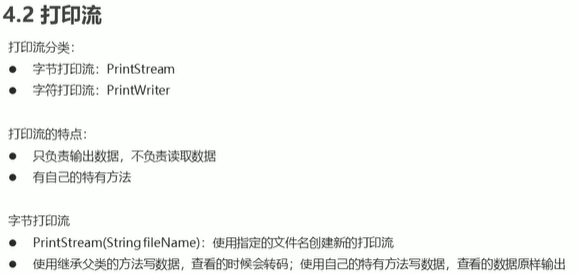 4.2 打印流
打印流分类：
● 字节打印流：PrintStream
● 字符打印流：PrintWriter
打印流的特点：
● 只负责输出数据，不负责读取数据
● 有自己的特有方法
字节打印流
● PrintStream(String fileName)：使用指定的文件名创建新的打印流
● 使用继承父类的方法写数据，查看的时候会转码；使用自己的特有方法写数据，查看的数据原样输出